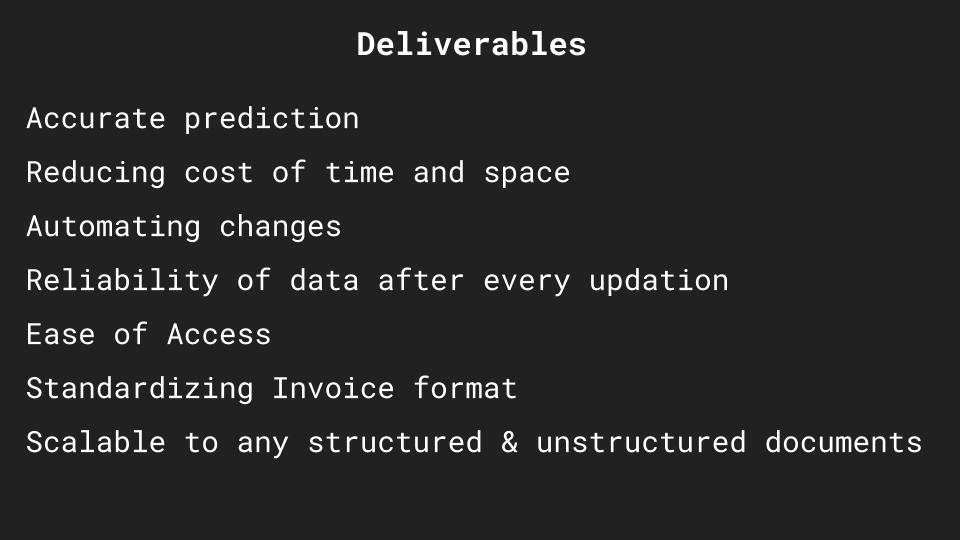 Deliverables
Accurate prediction
Reducing cost of time and space
Automating changes
Reliability of data after every updation
Ease of Access
Standardizing Invoice format
Scalable to any structured & unstructured documents